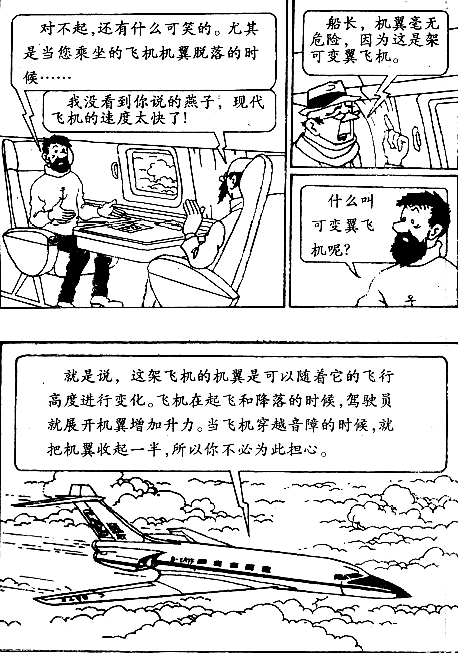 对不起，还有什么可笑的。尤其
是当您乘坐的飞机机翼脱落的时
候……
我没看到你说的燕子，现代
飞机的速度太快了！
船长，机翼毫无
危险，因为这是架
可变翼飞机。
什么叫
可变翼飞
机呢？
就是说，这架飞机的机翼是可以随着它的飞行
高度进行变化。飞机在起飞和降落的时候，驾驶员
就展开机翼增加升力。当飞机穿越音障的时候，就
把机翼收起一半，所以你不必为此担心。